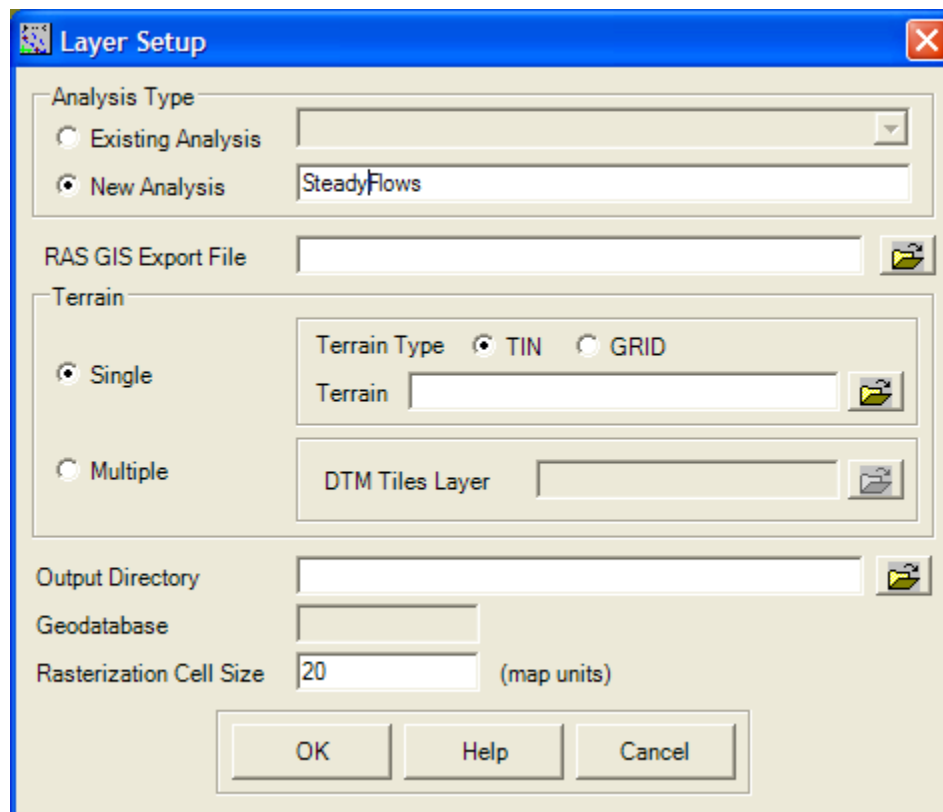 Layer Setup
Analysis Type
Existing Analysis
New Analysis SteadyFlows
RAS GIS Export File
Terrain
Single
Terrain Type TIN GRID
Terrain
Multiple
DTM Tiles Layer
Output Directory
Geodatabase
Rasterization Cell Size 20 (map units)
OK Help Cancel